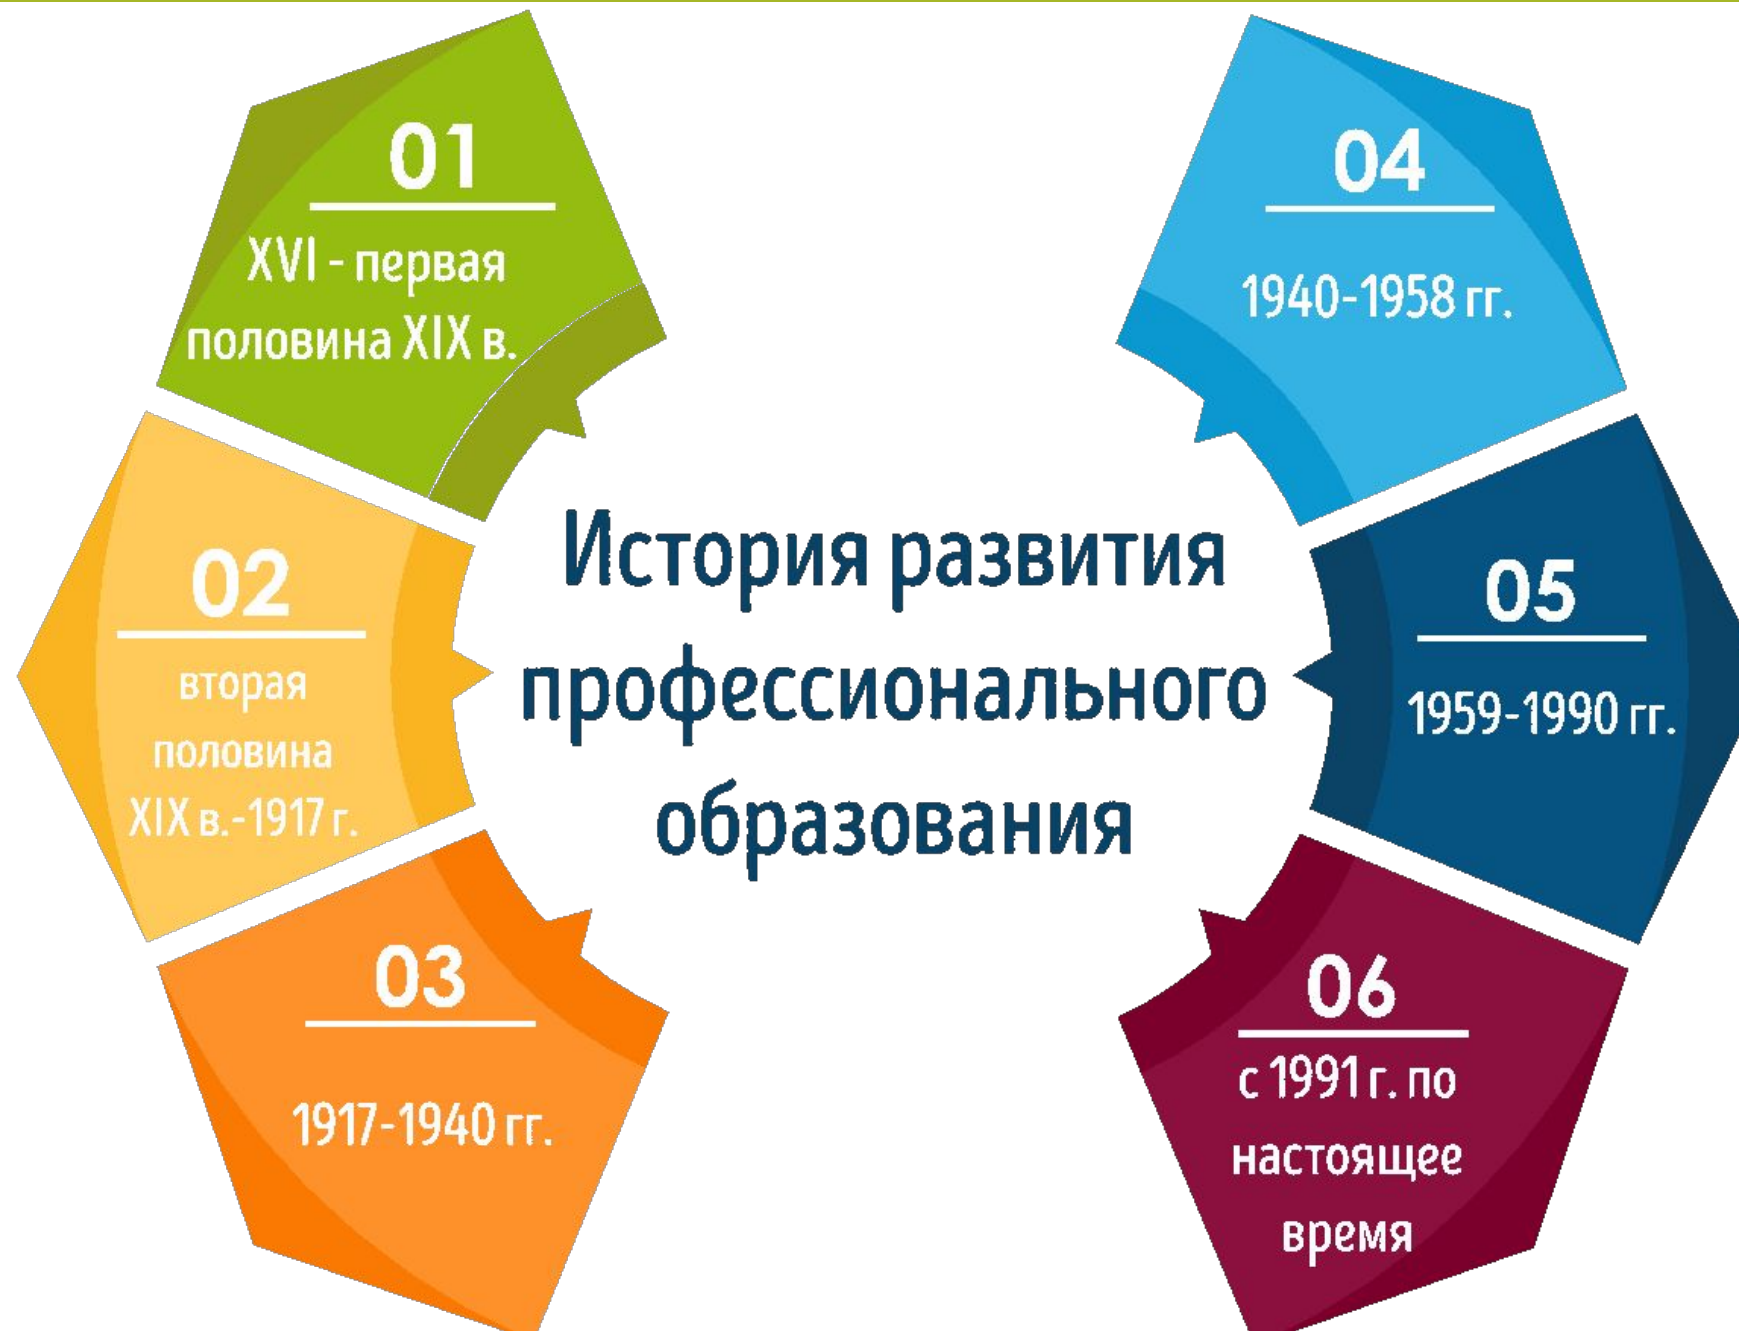 История развития
профессионального
образования
01
XVI - первая
половина XIX в.
02
вторая
половина
XIX в.-1917 г.
03
1917-1940 гг.
04
1940-1958 гг.
05
1959-1990 гг.
06
с 1991 г. по
настоящее
время